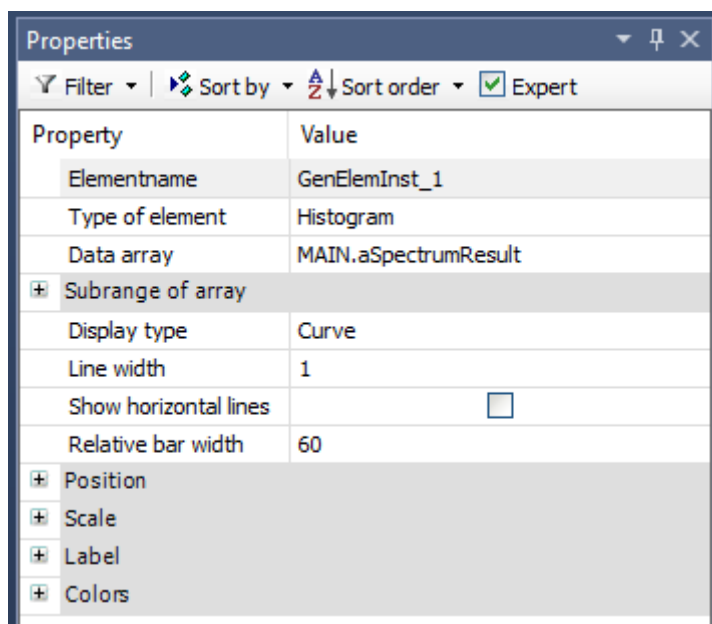 Properties
Filter Sort by Sort order Expert
Property Value
Elementname GenElemInst_1
Type of element Histogram
Data array MAIN.aSpectrumResult
Subrange of array
Display type Curve
Line width 1
Show horizontal lines
Relative bar width 60
Position
Scale
Label
Colors